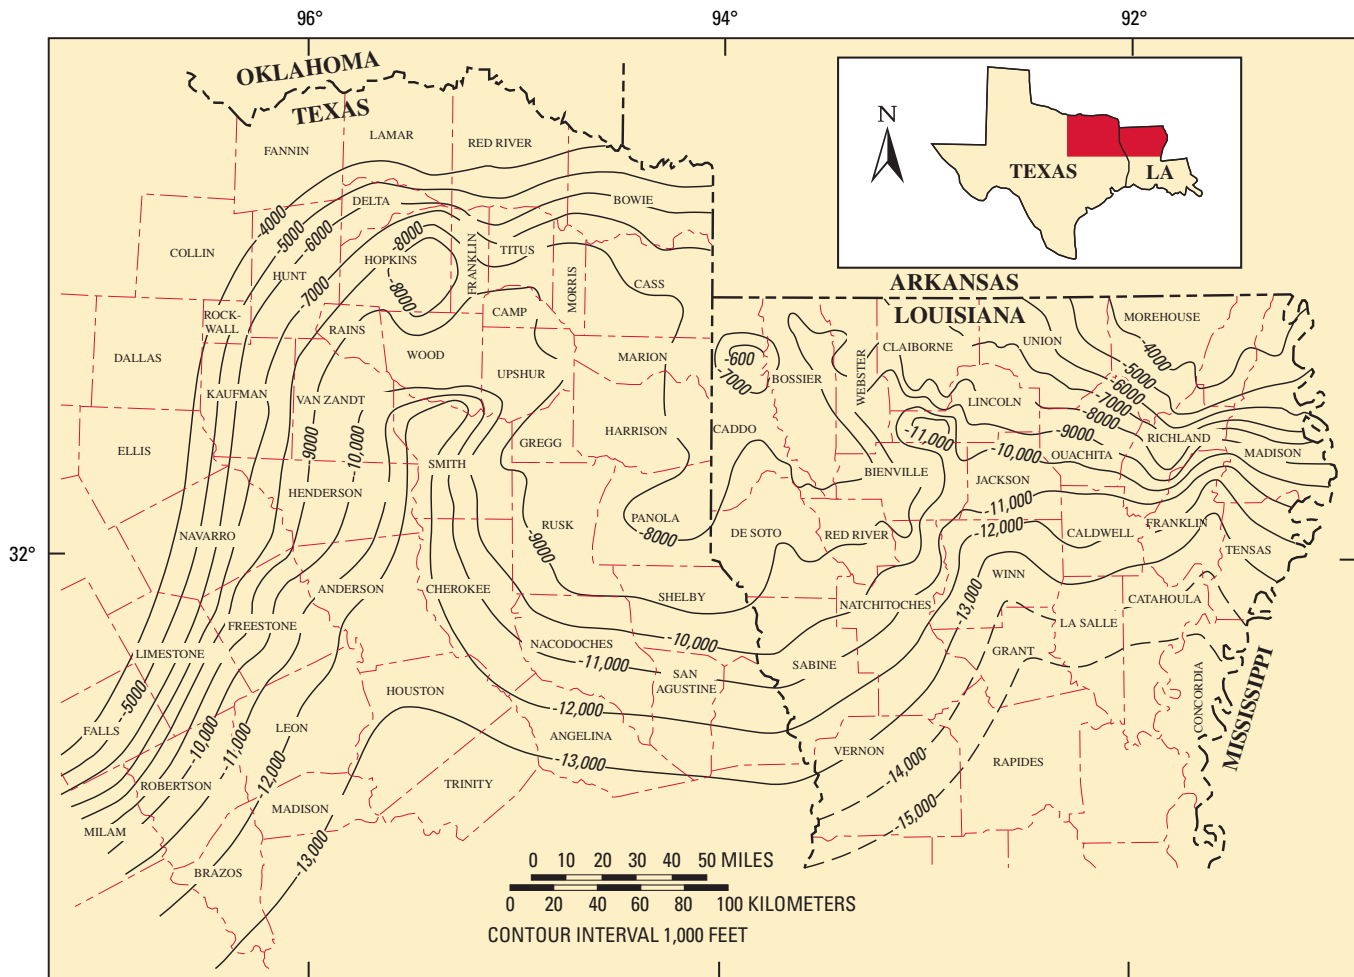 96°
94°
92°
OKLAHOMA
TEXAS
FANNIN
LAMAR
RED RIVER
N
TEXAS
LA
DELTA
BOWIE
-4000
-5000
-6000
-8000
COLLIN
HUNT
HOPKINS
FRANKLIN
TITUS
-7000
-8000
MORRIS
CASS
ARKANSAS
LOUISIANA
ROCK-
WALL
RAINS
CAMP
MOREHOUSE
DALLAS
WOOD
MARION
-600
-7000
BOSSIER
WEBSTER
CLAIBORNE
UNION
-4000
-5000
-6000
-7000
-8000
UPSHUR
KAUFMAN
VAN ZANDT
LINCOLN
ELLIS
9000
-10,000
GREGG
HARRISON
CADDO
-11,000
-9000
-10,000
OUACHITA
RICHLAND
MADISON
SMITH
BIENVILLE
JACKSON
HENDERSON
-11,000
NAVARRO
RUSK
PANOLA
-8000
DE SOTO
RED RIVER
-12,000
CALDWELL
FRANKLIN
TENSAS
32°
-9000
WINN
ANDERSON
CHEROKEE
SHELBY
NATCHITOCHES
-13,000
CATAHOULA
FREESTONE
LA SALLE
LIMESTONE
NACODOCHES
-10,000
-11,000
SAN
AGUSTINE
SABINE
GRANT
-5000
HOUSTON
-12,000
CONCORDIA
MISSISSIPPI
FALLS
-10,000
-11,000
LEON
ANGELINA
-13,000
VERNON
-12,000
-14,000
RAPIDES
ROBERTSON
TRINITY
-15,000
MADISON
MILAM
-13,000
BRAZOS
0 10 20 30 40 50 MILES
0 20 40 60 80 100 KILOMETERS
CONTOUR INTERVAL 1,000 FEET